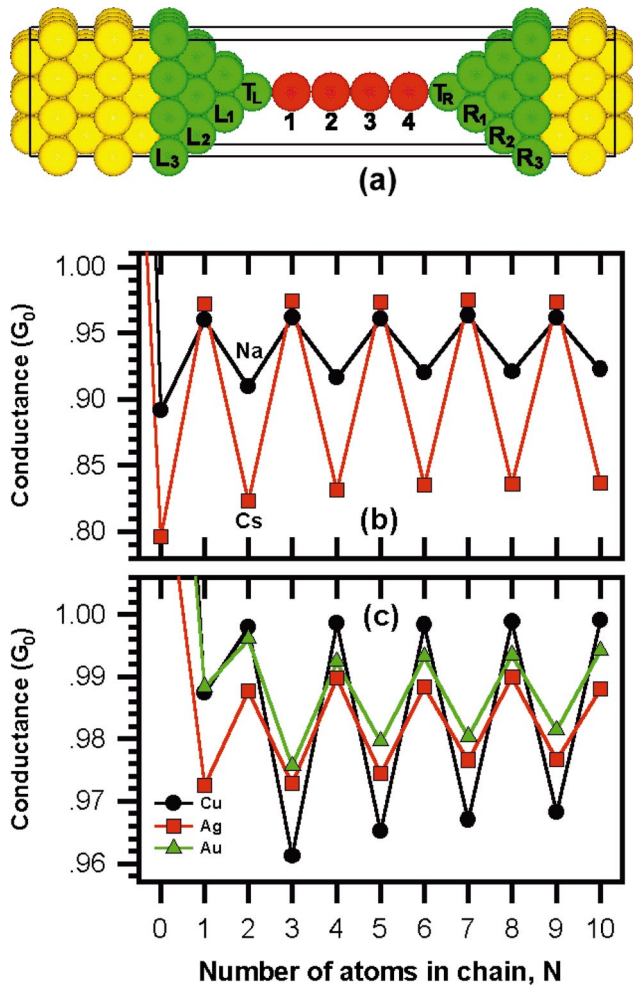 T_L T_R
L_1 R_1
1 2 3 4
L_2 R_2
L_3 R_3
(a)
1.00
.95
.90
.85
.80
Conductance (G_0)
Na
Cs
(b)
1.00
.99
.98
.97
.96
Conductance (G_0)
(c)
Cu
Ag
Au
0 1 2 3 4 5 6 7 8 9 10
Number of atoms in chain, N